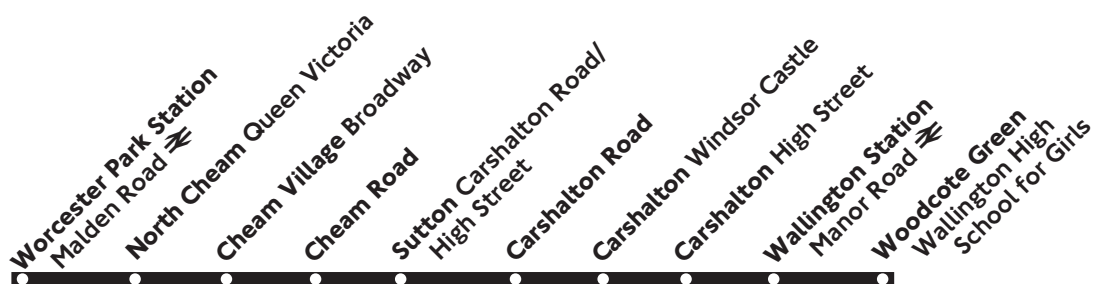 Worcester Park Station
Malden Road
North Cheam Queen Victoria
Cheam Village Broadway
Cheam Road
Sutton Carshalton Road/
High Street
Carshalton Road
Carshalton Windsor Castle
Carshalton High Street
Wallington Station
Manor Road
Woodcote Green
Wallington High
School for Girls